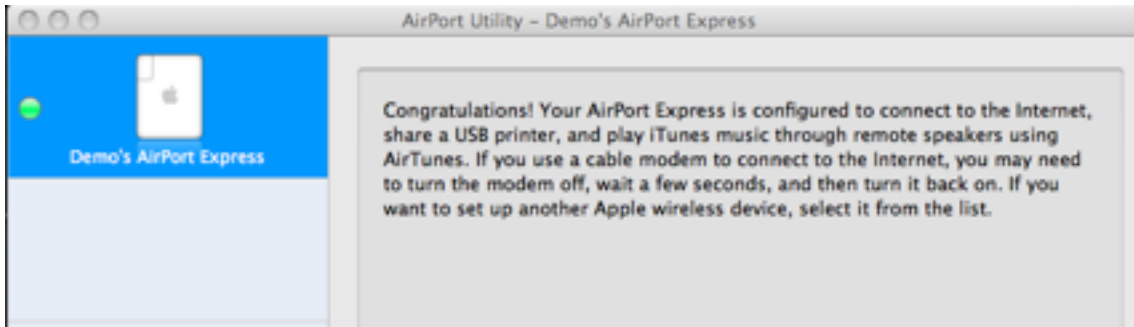 AirPort Utility – Demo's AirPort Express
Demo's AirPort Express
Congratulations! Your AirPort Express is configured to connect to the Internet,
share a USB printer, and play iTunes music through remote speakers using
AirTunes. If you use a cable modem to connect to the Internet, you may need
to turn the modem off, wait a few seconds, and then turn it back on. If you
want to set up another Apple wireless device, select it from the list.